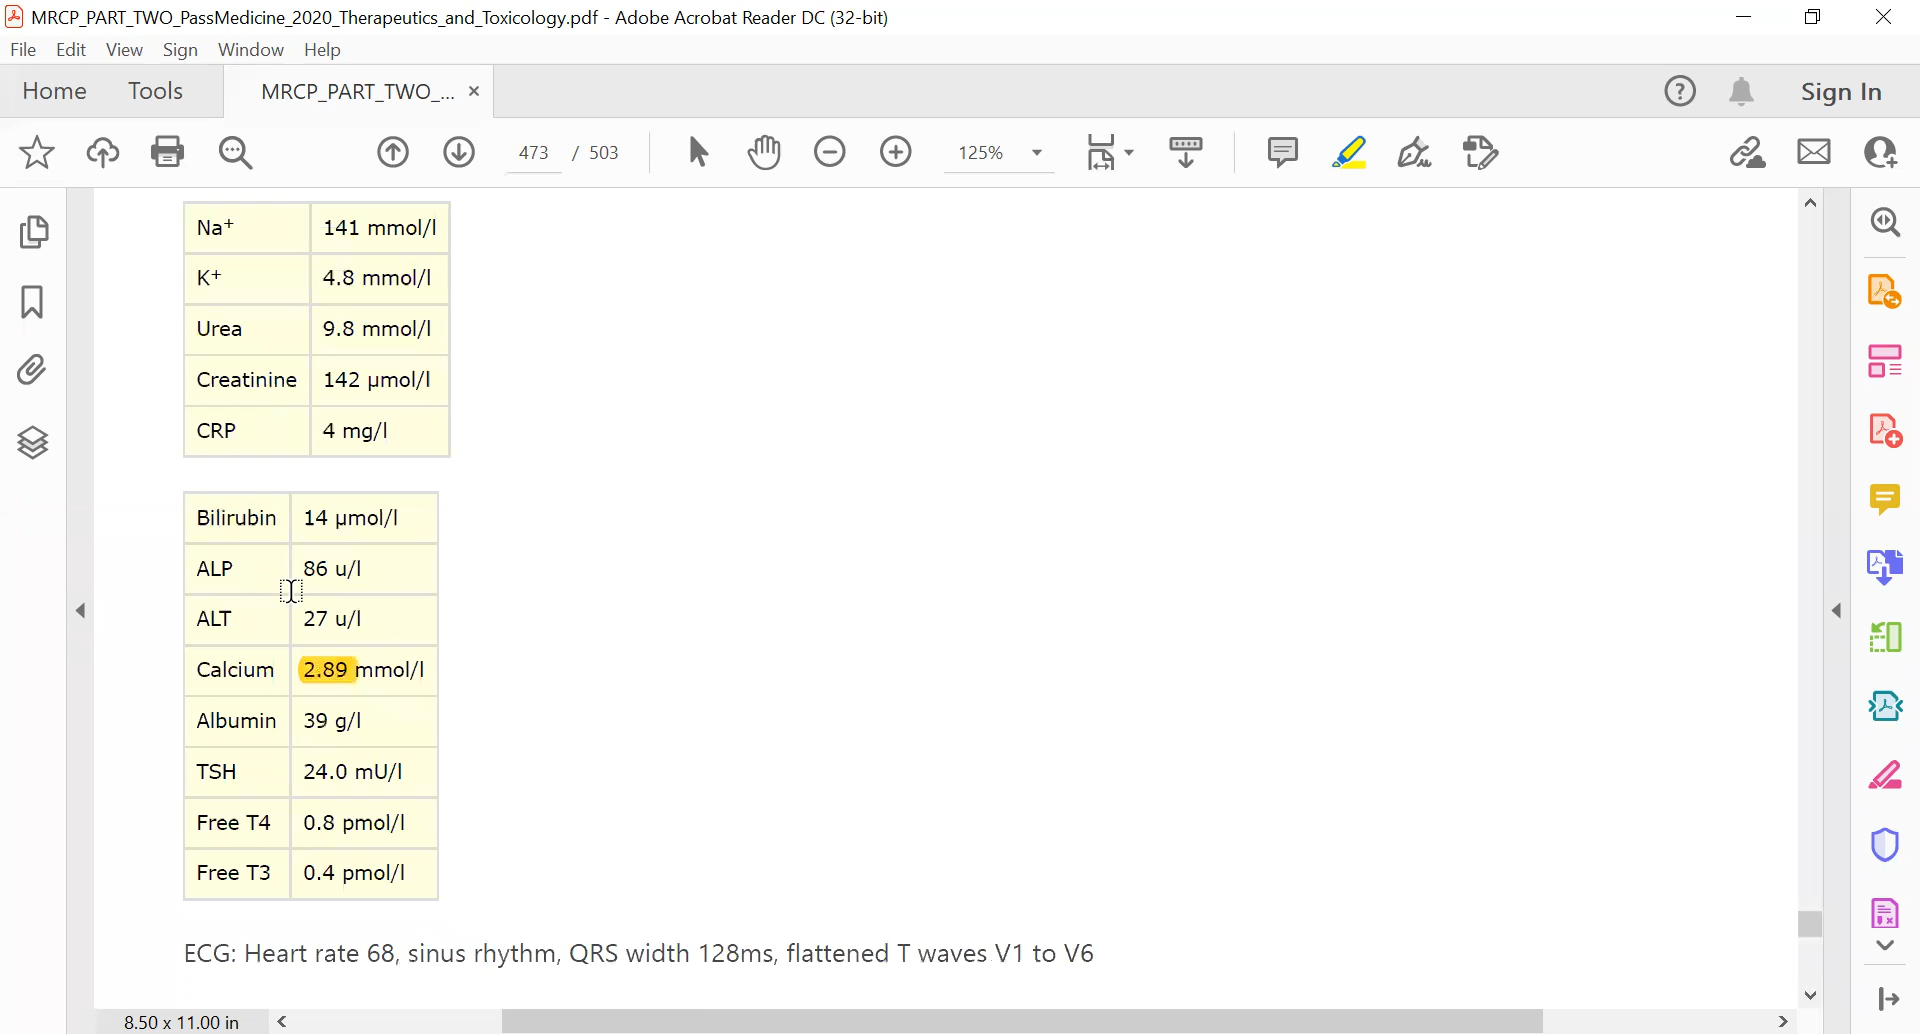 MRCP_PART_TWO_PassMedicine_2020_Therapeutics_and_Toxicology.pdf - Adobe Acrobat Reader DC (32-bit)
File Edit View Sign Window Help
Home Tools MRCP_PART_TWO_... × Sign In
473 / 503 125%
Na+ 141 mmol/l
K+ 4.8 mmol/l
Urea 9.8 mmol/l
Creatinine 142 µmol/l
CRP 4 mg/l
Bilirubin 14 µmol/l
ALP 86 u/l
ALT 27 u/l
Calcium 2.89 mmol/l
Albumin 39 g/l
TSH 24.0 mU/l
Free T4 0.8 pmol/l
Free T3 0.4 pmol/l
ECG: Heart rate 68, sinus rhythm, QRS width 128ms, flattened T waves V1 to V6
8.50 x 11.00 in